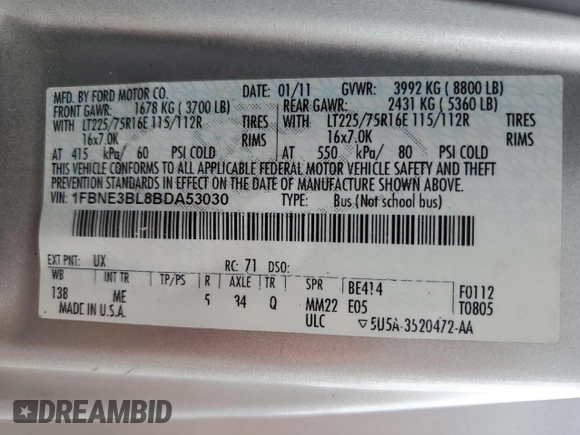 MFD. BY FORD MOTOR CO. DATE: 01/11 GVWR: 3992 KG ( 8800 LB)
FRONT GAWR: 1678 KG ( 3700 LB) REAR GAWR: 2431 KG ( 5360 LB)
WITH LT225/75R16E 115/112R TIRES WITH LT225/75R16E 115/112R TIRES
16x7.0K RIMS 16x7.0K RIMS
AT 415 kPa/ 60 PSI COLD AT 550 kPa/ 80 PSI COLD
THIS VEHICLE CONFORMS TO ALL APPLICABLE FEDERAL MOTOR VEHICLE SAFETY AND THEFT
PREVENTION STANDARDS IN EFFECT ON THE DATE OF MANUFACTURE SHOWN ABOVE.
VIN: 1FBNE3BL8BDA53030 TYPE: Bus (Not school bus)
EXT PNT: UX RC: 71 DSO:
WB INT TR TP/PS R AXLE TR SPR BE414 F0112
138 ME 5 34 Q MM22 E05 T0805
ULC ▽5U5A-3520472-AA
DREAMBID